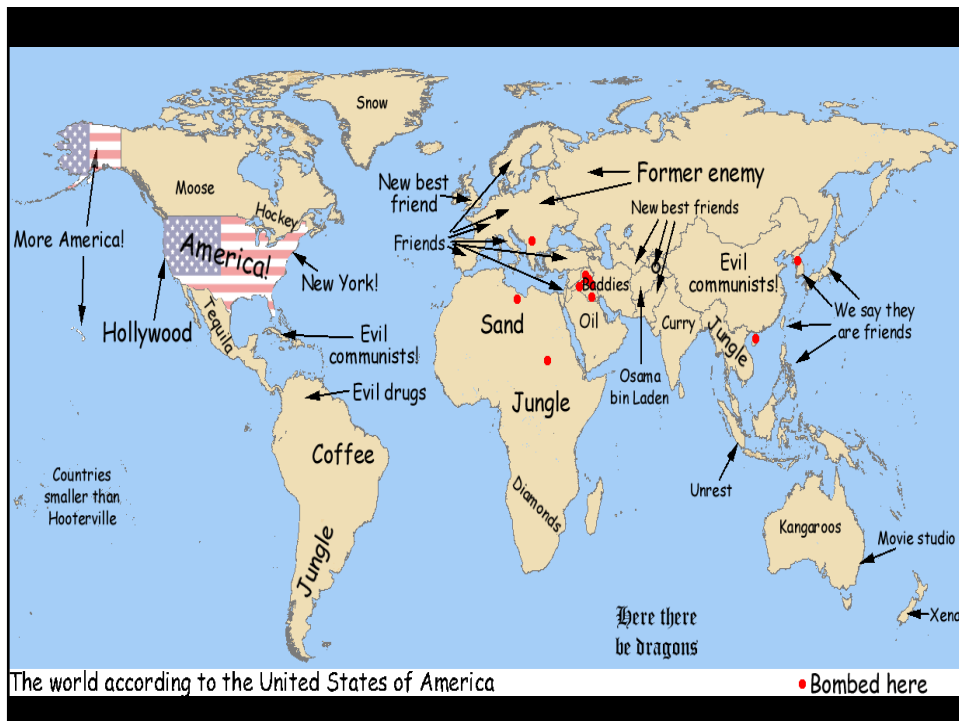 Snow
Moose
Hockey
More America!
America!
New York!
Hollywood
Tequila
Evil
communists!
Evil drugs
Coffee
Jungle
Countries
smaller than
Hooterville
New best
friend
Friends
Former enemy
New best friends
Baddies
Evil
communists!
Sand
Oil
Curry
Jungle
We say they
are friends
Osama
bin Laden
Jungle
Diamonds
Unrest
Kangaroos
Movie studio
Xena
Here there
be dragons
The world according to the United States of America
Bombed here